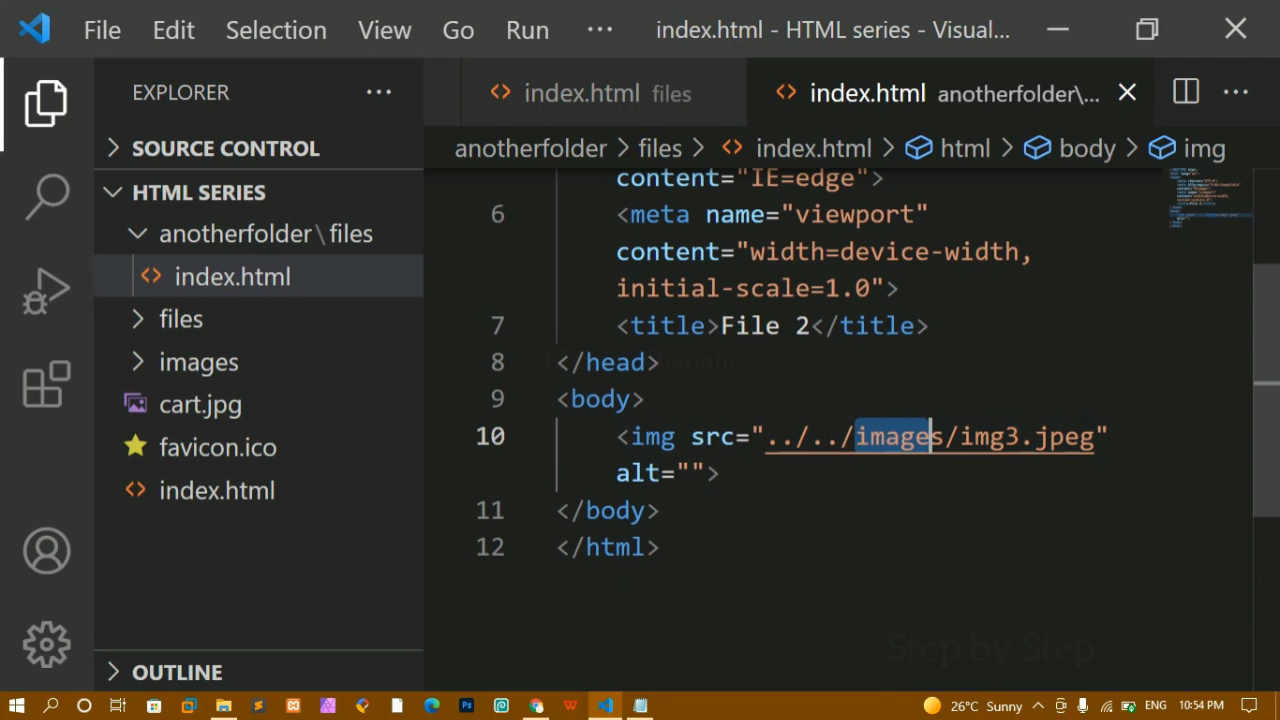 File Edit Selection View Go Run ··· index.html - HTML series - Visual...
EXPLORER ···
index.html files
index.html anotherfolder\... ···
SOURCE CONTROL
anotherfolder > files > index.html > html > body > img
HTML SERIES
anotherfolder\files
index.html
files
images
cart.jpg
favicon.ico
index.html
OUTLINE
content="IE=edge">
6 <meta name="viewport"
content="width=device-width,
initial-scale=1.0">
7 <title>File 2</title>
8 </head>
9 <body>
10 <img src="../../images/img3.jpeg"
alt="">
11 </body>
12 </html>
Step by Step
26°C Sunny ENG 10:54 PM